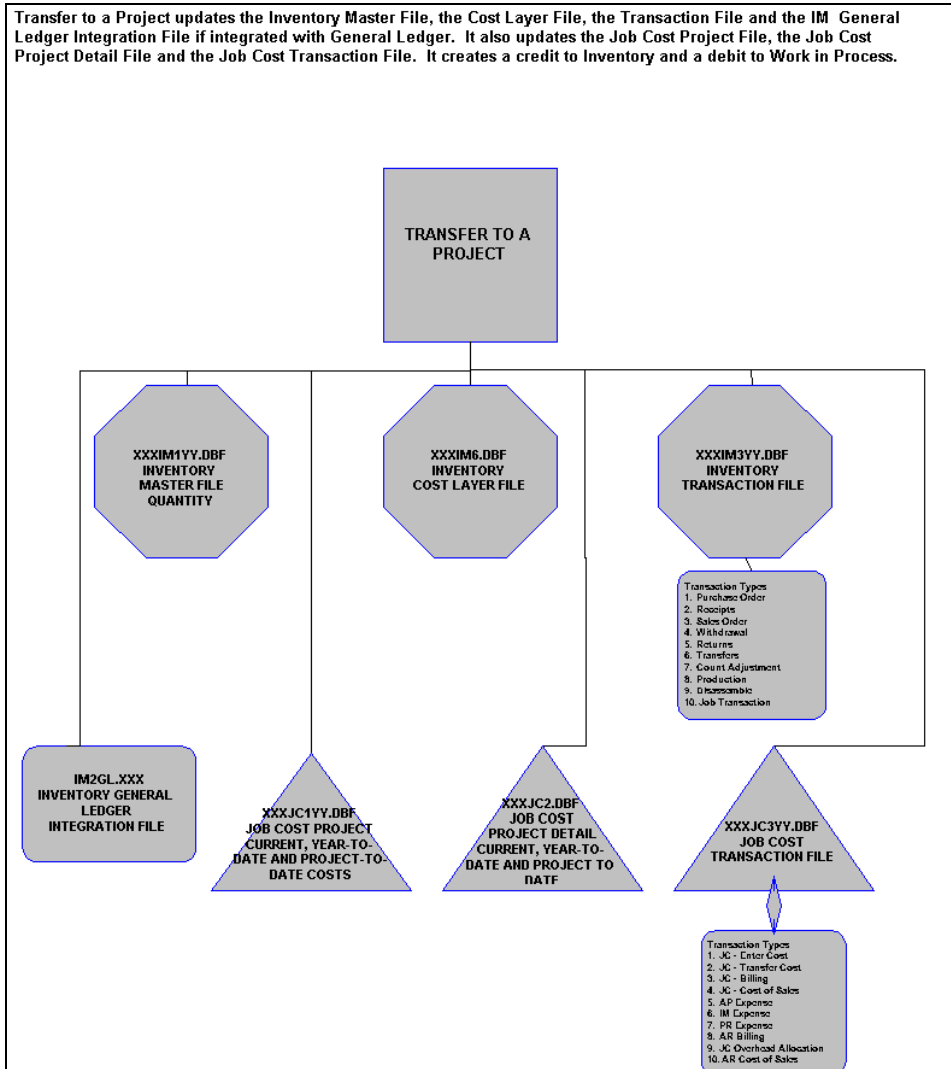 Transfer to a Project updates the Inventory Master File, the Cost Layer File, the Transaction File and the IM  General
Ledger Integration File if integrated with General Ledger.  It also updates the Job Cost Project File, the Job Cost
Project Detail File and the Job Cost Transaction File.  It creates a credit to Inventory and a debit to Work in Process.
TRANSFER TO A
PROJECT
XXXIM1YY.DBF
INVENTORY
MASTER FILE
QUANTITY
XXXIM6.DBF
INVENTORY
COST LAYER FILE
XXXIM3YY.DBF
INVENTORY
TRANSACTION FILE
Transaction Types
1. Purchase Order
2. Receipts
3. Sales Order
4. Withdrawal
5. Returns
6. Transfers
7. Count Adjustment
8. Production
9. Disassemble
10. Job Transaction
IM2GL.XXX
INVENTORY GENERAL
LEDGER
INTEGRATION FILE
XXXJC1YY.DBF
JOB COST PROJECT
CURRENT, YEAR-TO-
DATE AND PROJECT-TO-
DATE COSTS
XXXJC2.DBF
JOB COST
PROJECT DETAIL
CURRENT, YEAR-TO-
DATE AND PROJECT TO
DATE
XXXJC3YY.DBF
JOB COST
TRANSACTION FILE
Transaction Types
1. JC - Enter Cost
2. JC - Transfer Cost
3. JC - Billing
4. JC - Cost of Sales
5. AP Expense
6. IM Expense
7. PR Expense
8. AR Billing
9. JC Overhead Allocation
10. AR Cost of Sales